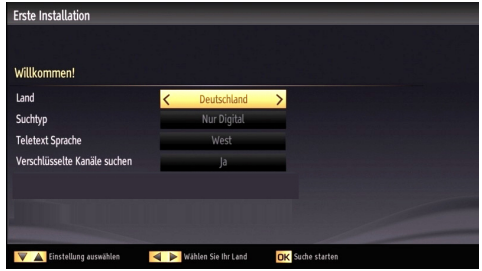 Erste Installation
Willkommen!
Land < Deutschland >
Suchtyp Nur Digital
Teletext Sprache West
Verschlüsselte Kanäle suchen Ja
Einstellung auswählen Wählen Sie Ihr Land OK Suche starten